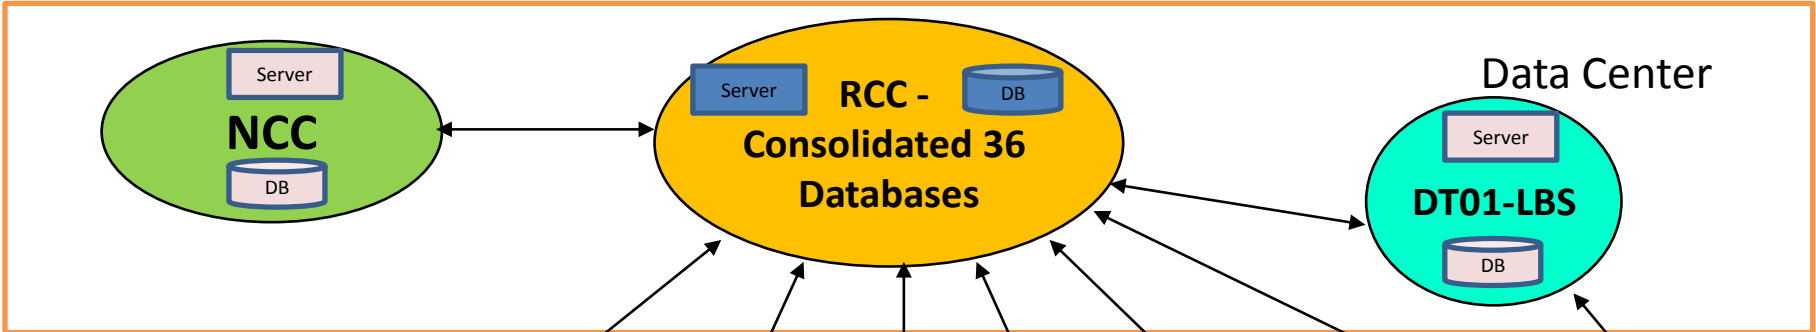 Server
NCC
DB
Server
RCC -
DB
Consolidated 36
Databases
Data Center
Server
DT01-LBS
DB